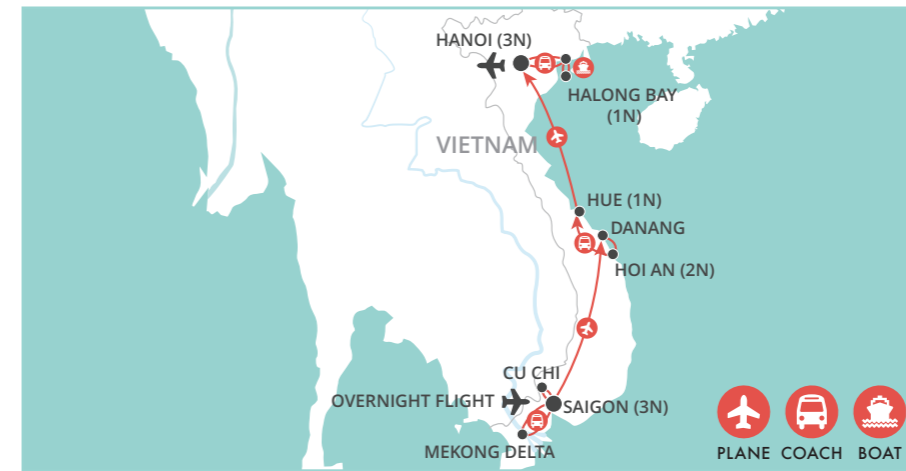 HANOI (3N)
HALONG BAY
(1N)
VIETNAM
HUE (1N)
DANANG
HOI AN (2N)
CU CHI
OVERNIGHT FLIGHT
SAIGON (3N)
MEKONG DELTA
PLANE COACH BOAT